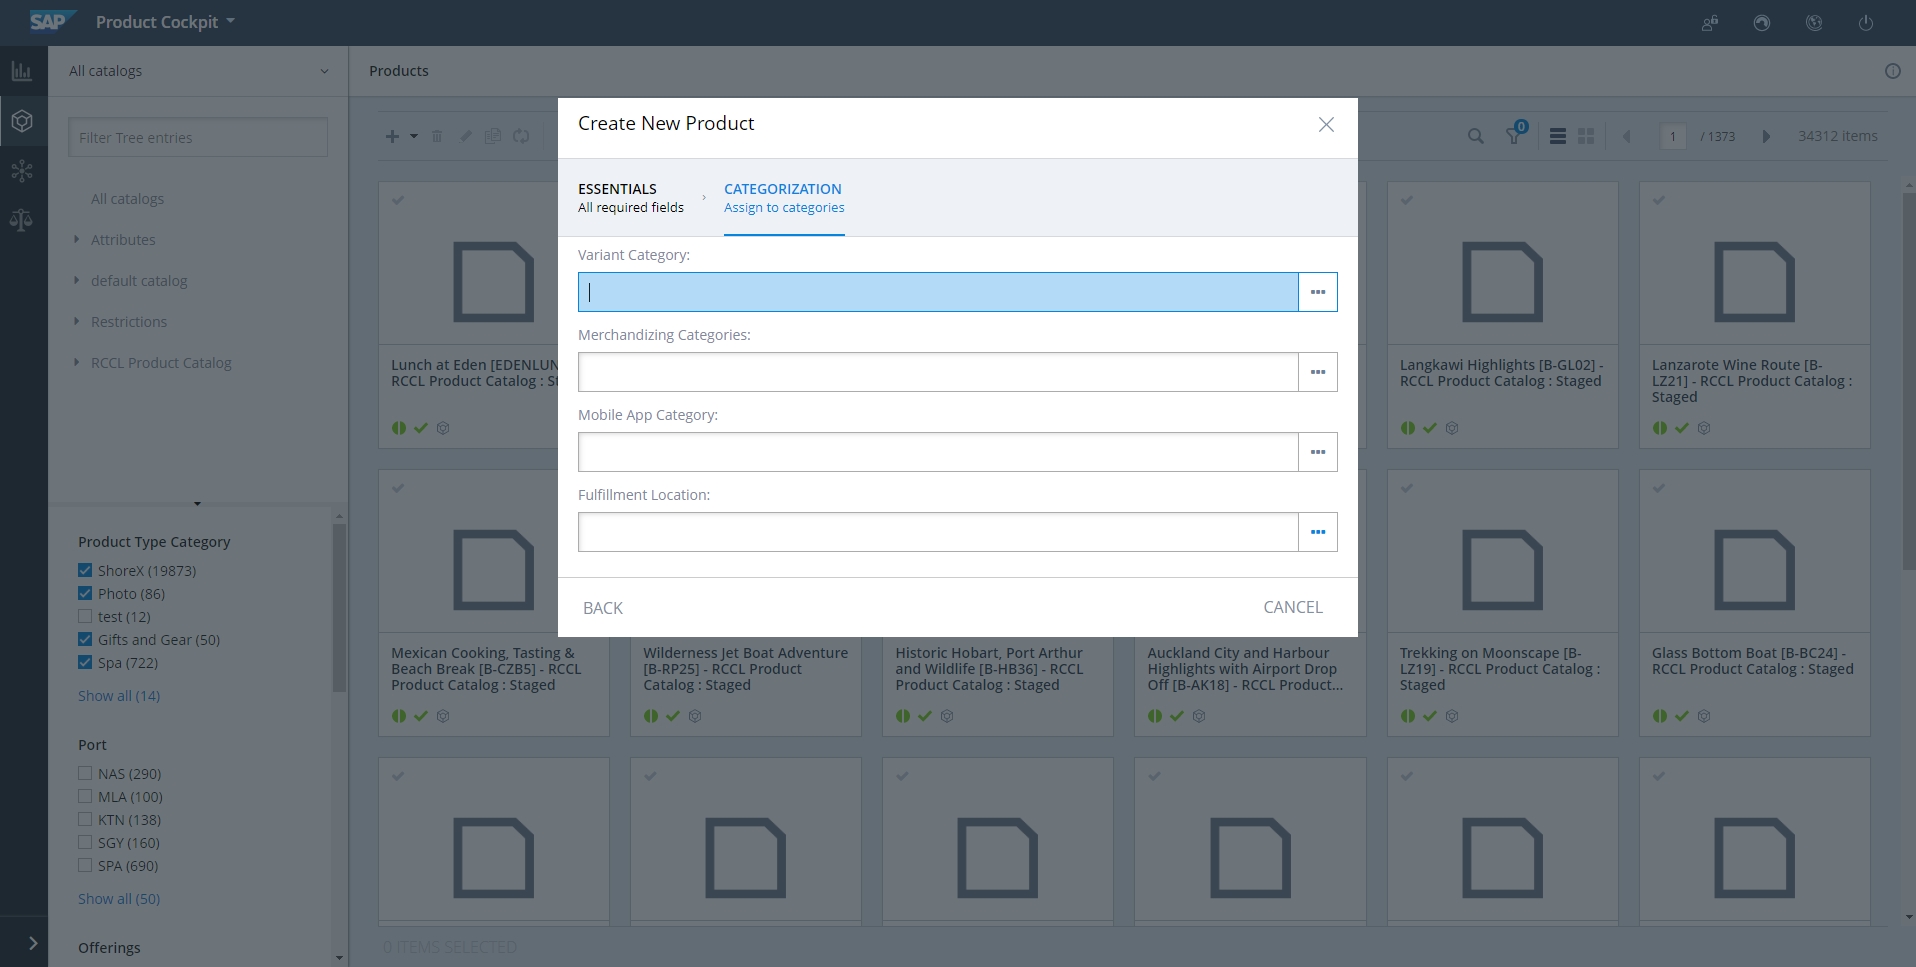 SAP
Product Cockpit
All catalogs
Products
Filter Tree entries
1
/ 1373
34312 items
0
All catalogs
Attributes
default catalog
Restrictions
RCCL Product Catalog
Product Type Category
ShoreX (19873)
Photo (86)
test (12)
Gifts and Gear (50)
Spa (722)
Show all (14)
Port
NAS (290)
MLA (100)
KTN (138)
SGY (160)
SPA (690)
Show all (50)
Offerings
Create New Product
ESSENTIALS
All required fields
CATEGORIZATION
Assign to categories
Variant Category:
Merchandizing Categories:
Mobile App Category:
Fulfillment Location:
BACK
CANCEL
Lunch at Eden [EDENLUN
RCCL Product Catalog : St
Langkawi Highlights [B-GL02] -
RCCL Product Catalog : Staged
Lanzarote Wine Route [B-
LZ21] - RCCL Product Catalog :
Staged
Mexican Cooking, Tasting &
Beach Break [B-CZB5] - RCCL
Product Catalog : Staged
Wilderness Jet Boat Adventure
[B-RP25] - RCCL Product
Catalog : Staged
Historic Hobart, Port Arthur
and Wildlife [B-HB36] - RCCL
Product Catalog : Staged
Auckland City and Harbour
Highlights with Airport Drop
Off [B-AK18] - RCCL Product...
Trekking on Moonscape [B-
LZ19] - RCCL Product Catalog :
Staged
Glass Bottom Boat [B-BC24] -
RCCL Product Catalog : Staged
0 ITEMS SELECTED